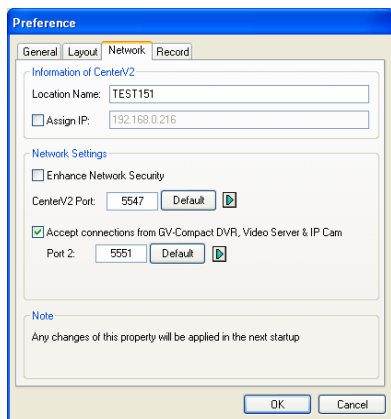 Preference
General Layout Network Record
Information of CenterV2
Location Name: TEST151
Assign IP: 192.168.0.216
Network Settings
Enhance Network Security
CenterV2 Port: 5547 Default
Accept connections from GV-Compact DVR, Video Server & IP Cam
Port 2: 5551 Default
Note
Any changes of this property will be applied in the next startup
OK Cancel